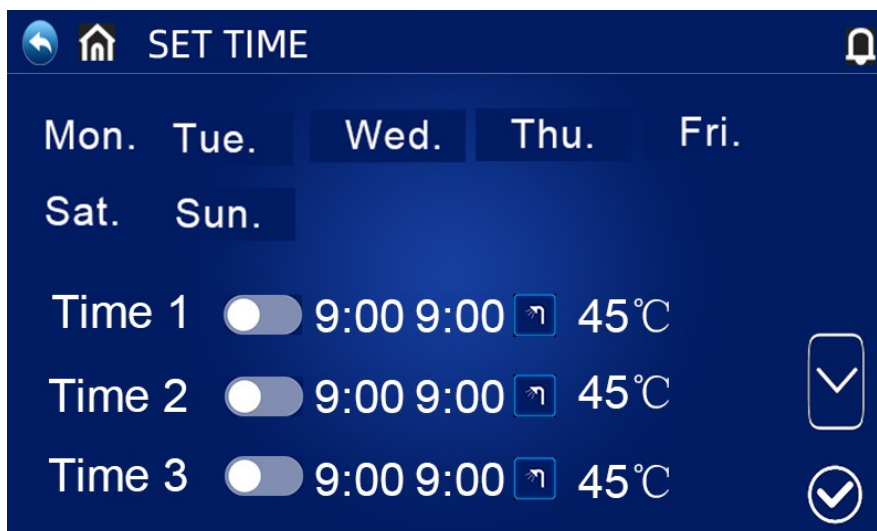 SET TIME
Mon. Tue. Wed. Thu. Fri.
Sat. Sun.
Time 1 9:00 9:00 45℃
Time 2 9:00 9:00 45℃
Time 3 9:00 9:00 45℃